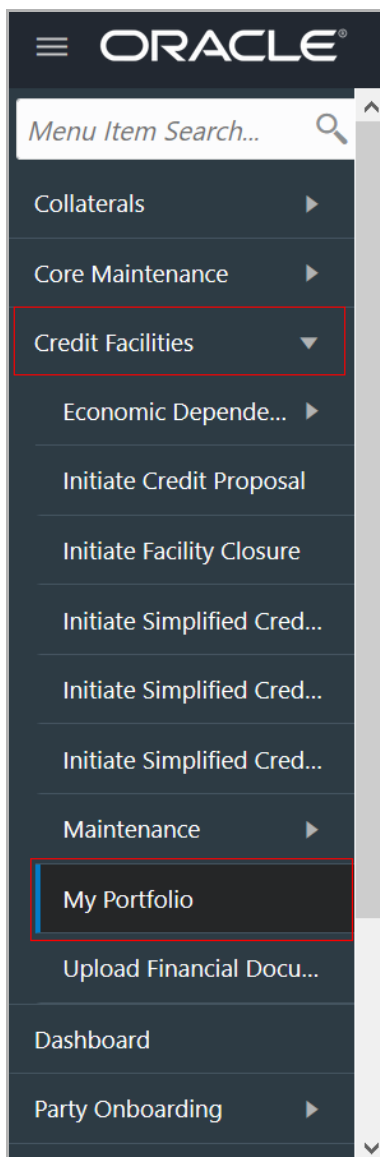 ORACLE®
Menu Item Search...
Collaterals
Core Maintenance
Credit Facilities
Economic Depende...
Initiate Credit Proposal
Initiate Facility Closure
Initiate Simplified Cred...
Initiate Simplified Cred...
Initiate Simplified Cred...
Maintenance
My Portfolio
Upload Financial Docu...
Dashboard
Party Onboarding